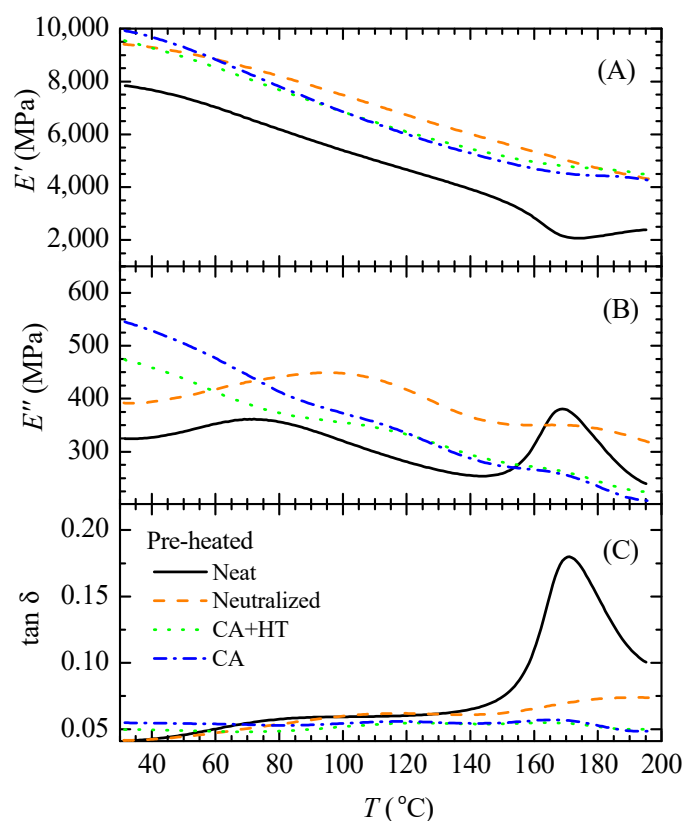 10,000
8,000
6,000
4,000
2,000
E′ (MPa)
(A)
600
500
400
300
E″ (MPa)
(B)
0.20
0.15
0.10
0.05
tan δ
(C)
Pre-heated
Neat
Neutralized
CA+HT
CA
40 60 80 100 120 140 160 180 200
T (°C)